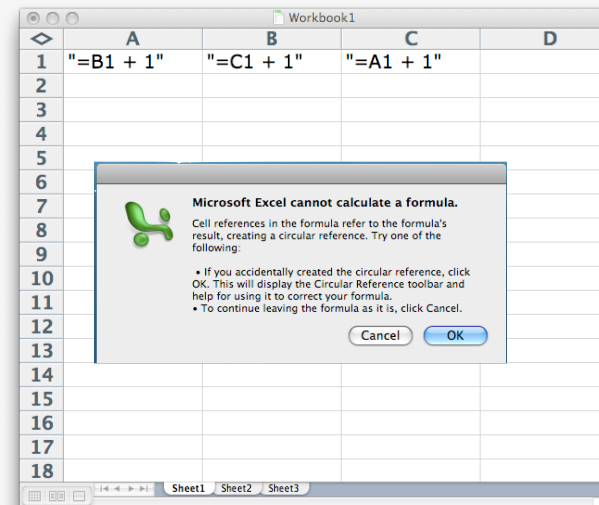 Workbook1
A B C D
1 "=B1 + 1" "=C1 + 1" "=A1 + 1"
2
3
4
5
6
7
8
9
10
11
12
13
14
15
16
17
18
Microsoft Excel cannot calculate a formula.
Cell references in the formula refer to the formula's
result, creating a circular reference. Try one of the
following:
• If you accidentally created the circular reference, click
OK. This will display the Circular Reference toolbar and
help for using it to correct your formula.
• To continue leaving the formula as it is, click Cancel.
Cancel OK
Sheet1 Sheet2 Sheet3